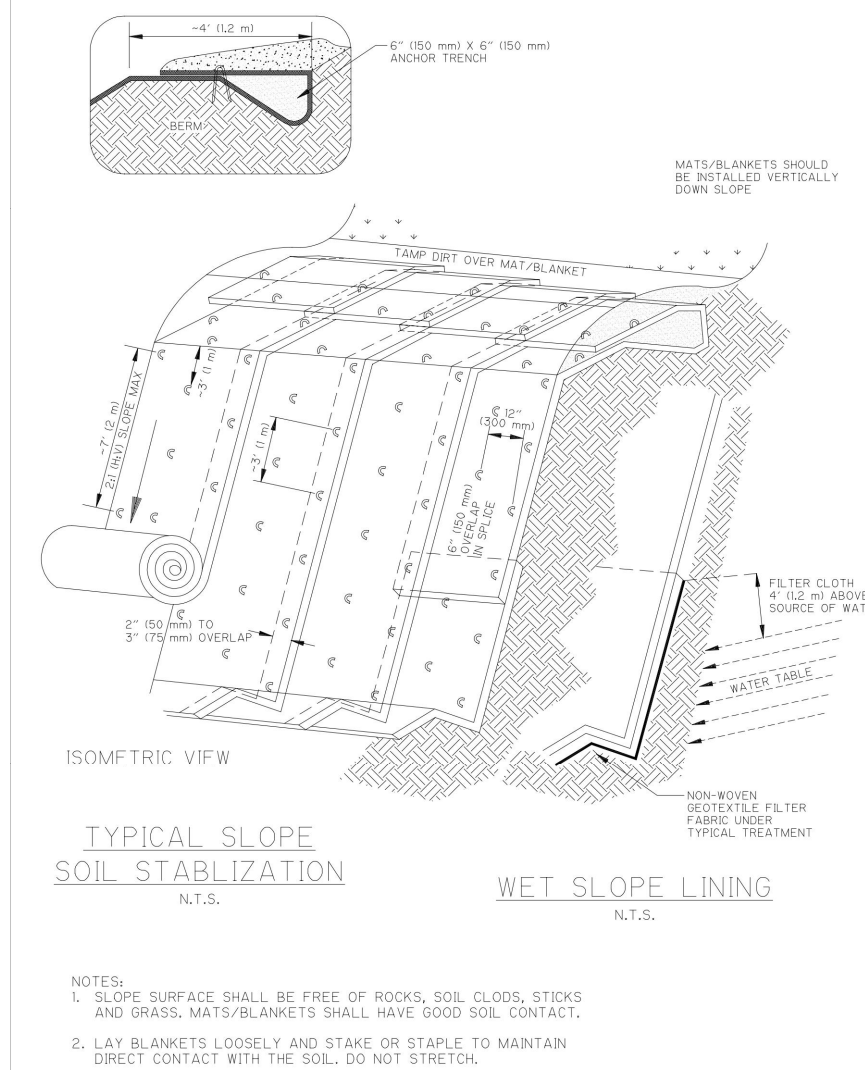 ~4' (1.2 m)
6" (150 mm) X 6" (150 mm)
ANCHOR TRENCH
BERM
MATS/BLANKETS SHOULD
BE INSTALLED VERTICALLY
DOWN SLOPE
TAMP DIRT OVER MAT/BLANKET
~3' (1 m)
~7' (2 m)
2:1 (H:V) SLOPE MAX
~3' (1 m)
12"
(300 mm)
6" (150 mm)
OVERLAP
IN SPLICE
2" (50 mm) TO
3" (75 mm) OVERLAP
FILTER CLOTH
4' (1.2 m) ABOVE
SOURCE OF WAT
WATER TABLE
ISOMETRIC VIEW
NON-WOVEN
GEOTEXTILE FILTER
FABRIC UNDER
TYPICAL TREATMENT
TYPICAL SLOPE
SOIL STABLIZATION
N.T.S.
WET SLOPE LINING
N.T.S.
NOTES:
1. SLOPE SURFACE SHALL BE FREE OF ROCKS, SOIL CLODS, STICKS
AND GRASS. MATS/BLANKETS SHALL HAVE GOOD SOIL CONTACT.
2. LAY BLANKETS LOOSELY AND STAKE OR STAPLE TO MAINTAIN
DIRECT CONTACT WITH THE SOIL. DO NOT STRETCH.